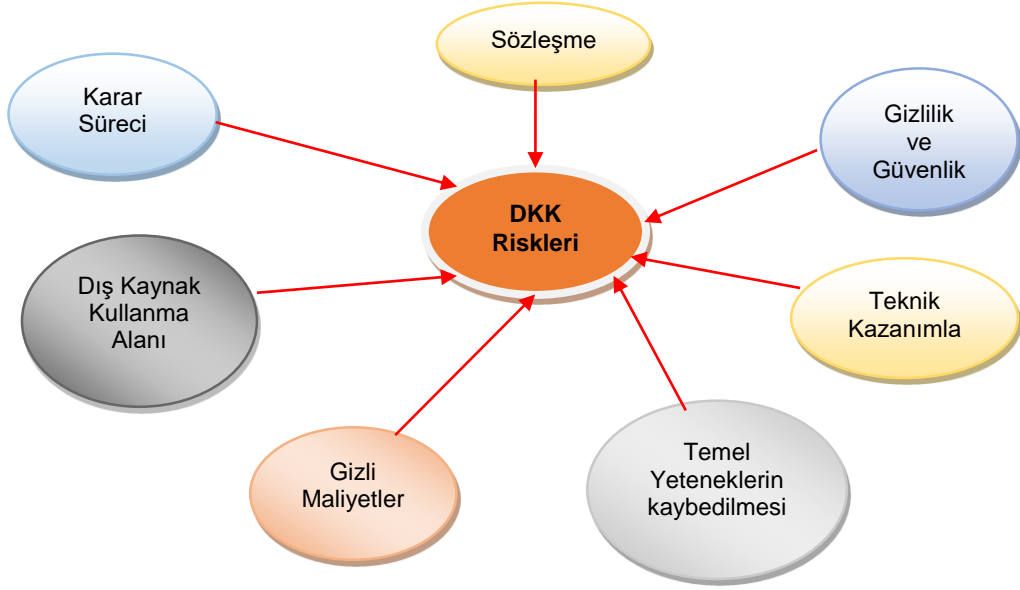 Sözleşme
Karar
Süreci
Gizlilik
ve
Güvenlik
DKK
Riskleri
Dış Kaynak
Kullanma
Alanı
Teknik
Kazanımla
Gizli
Maliyetler
Temel
Yeteneklerin
kaybedilmesi